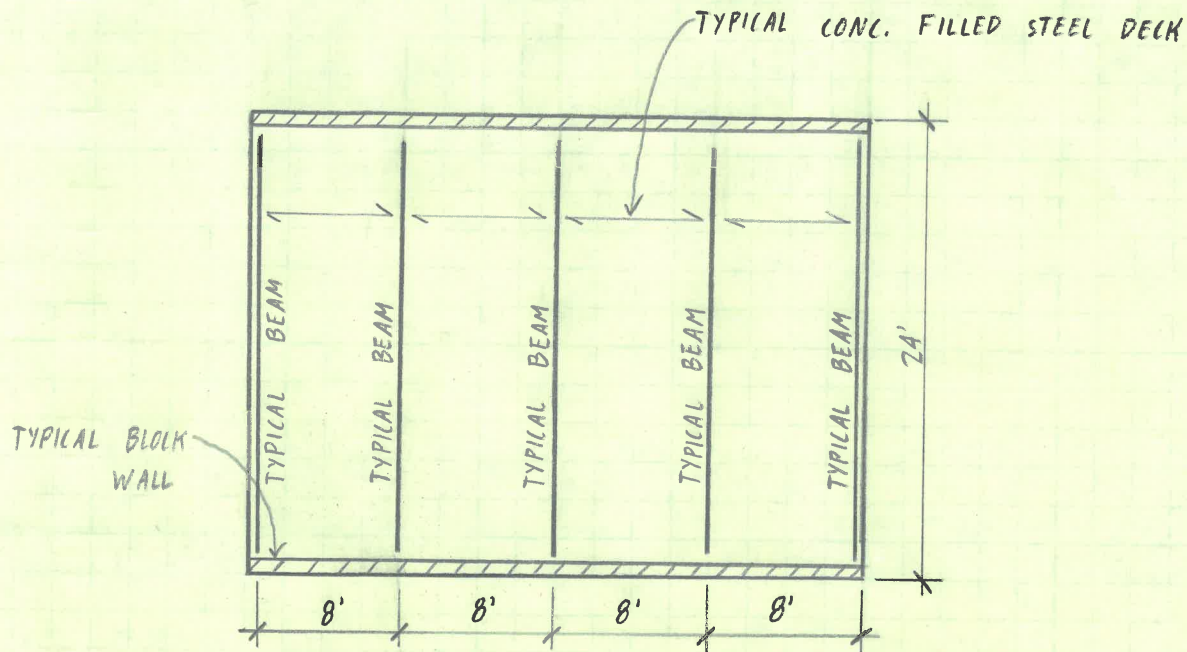 TYPICAL CONC. FILLED STEEL DECK
TYPICAL BEAM
TYPICAL BEAM
TYPICAL BEAM
TYPICAL BEAM
TYPICAL BEAM
24'
TYPICAL BLOCK
WALL
8'
8'
8'
8'